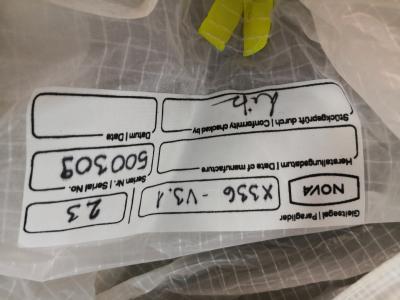 Gleitsegel | Paraglider
NOVA X336 - V3.1 23
Herstellungsdatum | Date of manufacture
Serien Nr. | Serial No.
500309
Stückgeprüft durch | Conformity checked by
Datum | Date